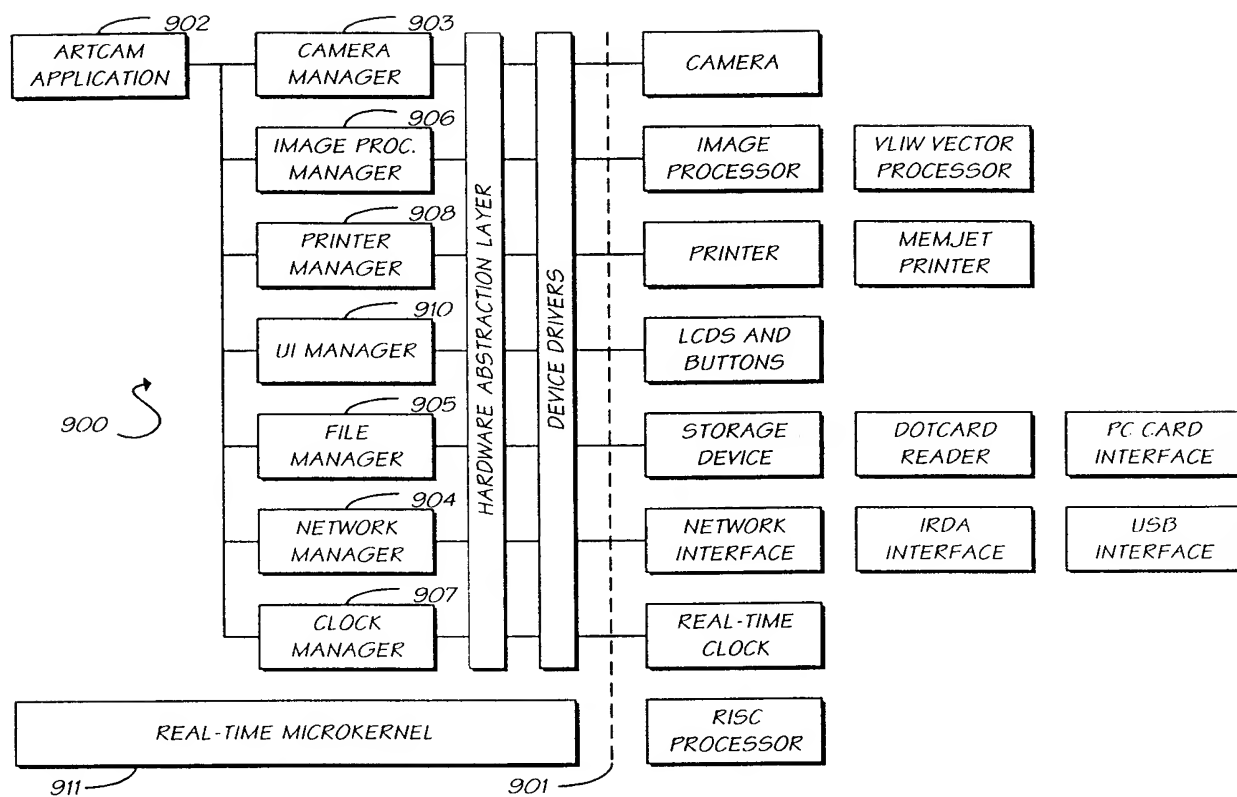 902
903
ARTCAM
APPLICATION
CAMERA
MANAGER
CAMERA
906
IMAGE PROC.
MANAGER
IMAGE
PROCESSOR
VLIW VECTOR
PROCESSOR
908
PRINTER
MANAGER
PRINTER
MEMJET
PRINTER
910
UI MANAGER
LCDS AND
BUTTONS
HARDWARE ABSTRACTION LAYER
DEVICE DRIVERS
900
905
FILE
MANAGER
STORAGE
DEVICE
DOTCARD
READER
PC CARD
INTERFACE
904
NETWORK
MANAGER
NETWORK
INTERFACE
IRDA
INTERFACE
USB
INTERFACE
907
CLOCK
MANAGER
REAL-TIME
CLOCK
REAL-TIME MICROKERNEL
RISC
PROCESSOR
911
901